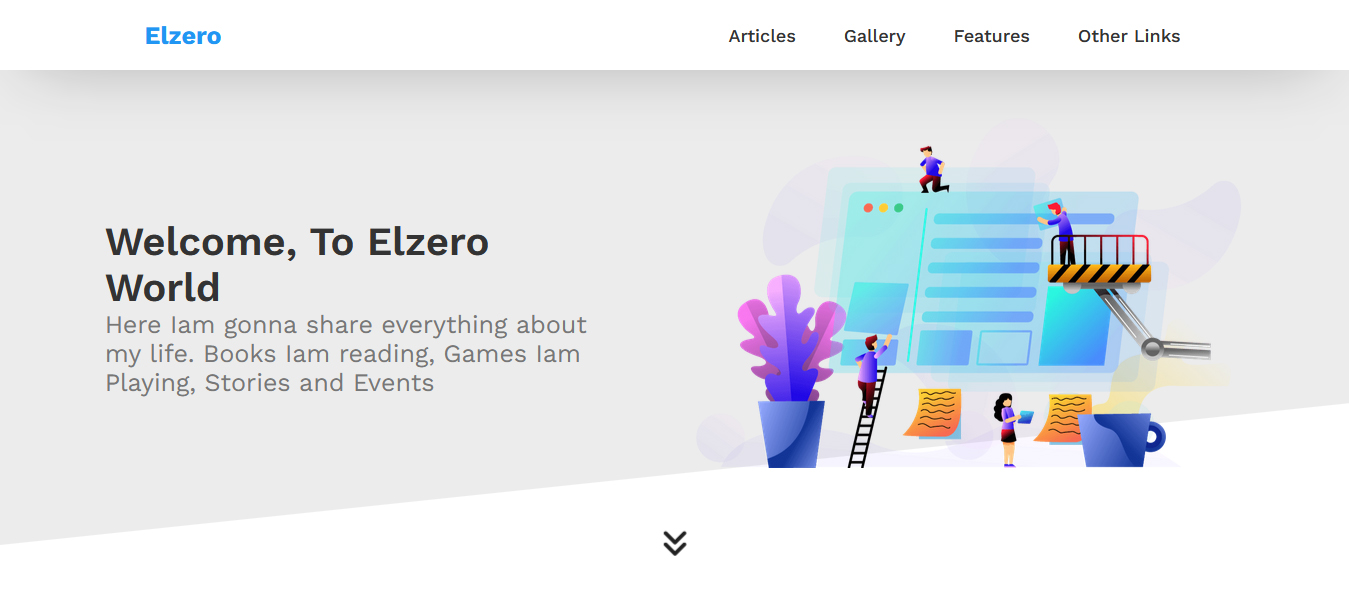 Elzero
Articles Gallery Features Other Links
Welcome, To Elzero
World
Here Iam gonna share everything about
my life. Books Iam reading, Games Iam
Playing, Stories and Events